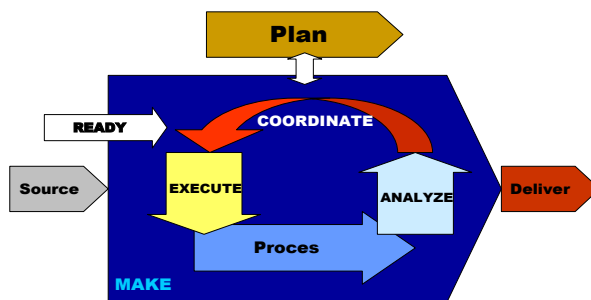 Plan
COORDINATE
READY
Source
EXECUTE
ANALYZE
Deliver
Proces
MAKE